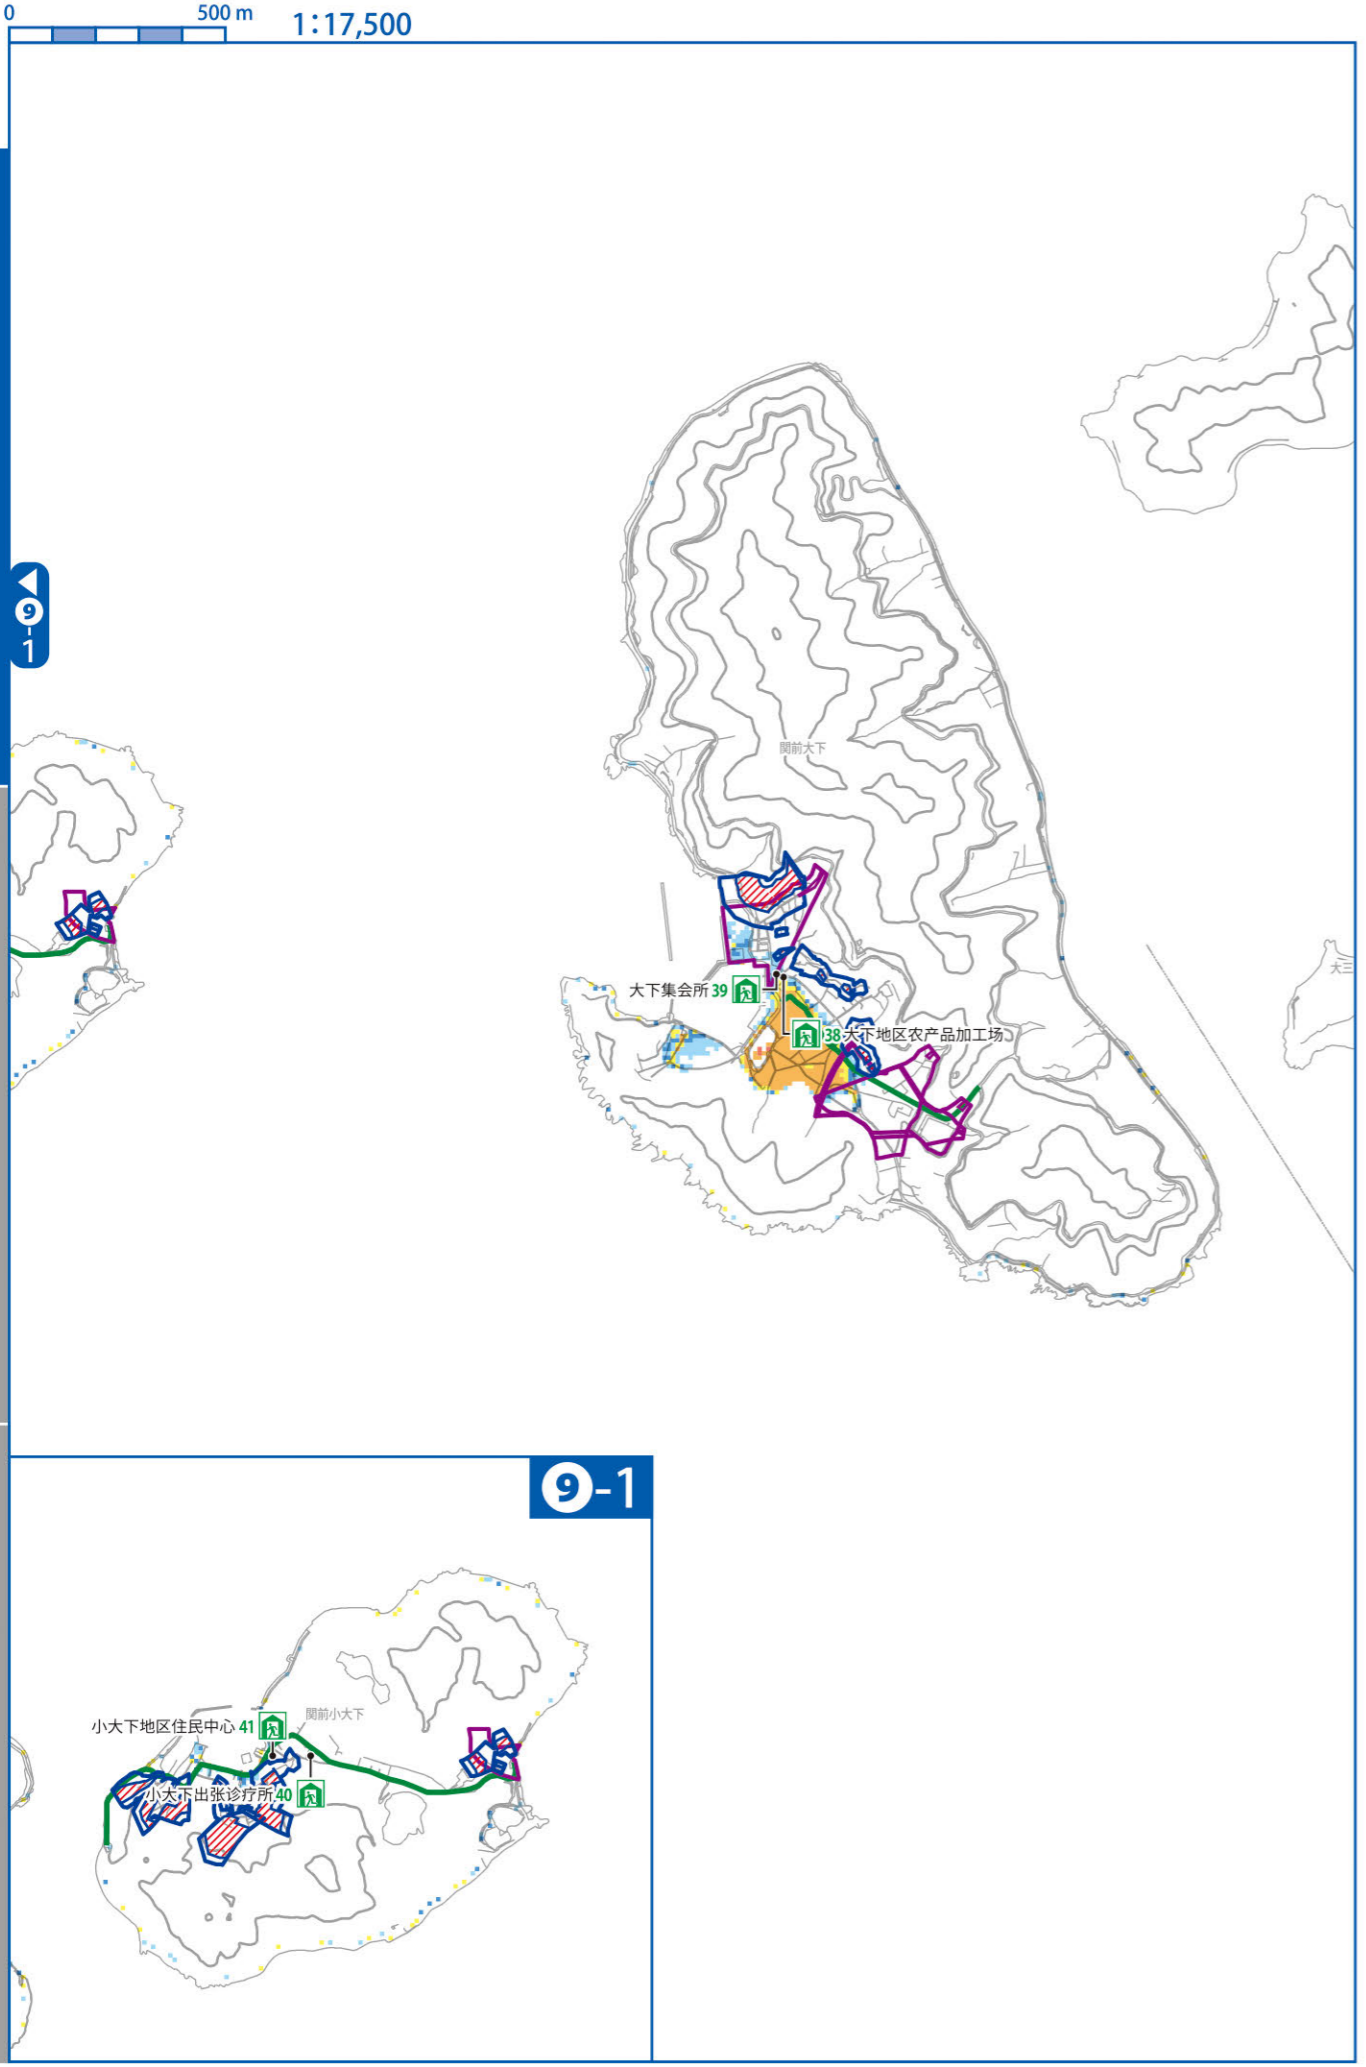 0 500 m 1:17,500
9-1
関前大下
大三
大下集会所 39
38 大下地区农产品加工场
9-1
関前小大下
小大下地区住民中心 41
小大下出张诊疗所 40